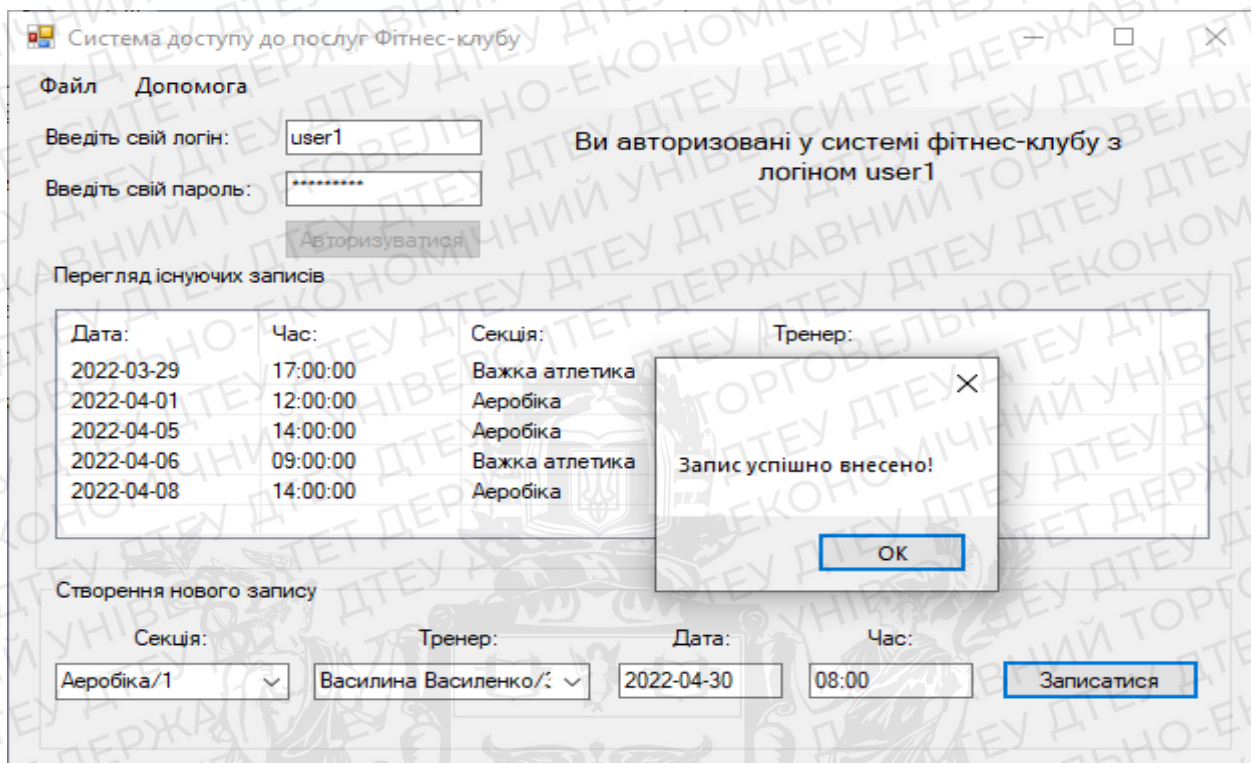 Система доступу до послуг Фітнес-клубу
Файл Допомога
Введіть свій логін: user1
Ви авторизовані у системі фітнес-клубу з
логіном user1
Введіть свій пароль: *********
Авторизуватися
Перегляд існуючих записів
Дата: Час: Секція: Тренер:
2022-03-29 17:00:00 Важка атлетика
2022-04-01 12:00:00 Аеробіка
2022-04-05 14:00:00 Аеробіка
2022-04-06 09:00:00 Важка атлетика
2022-04-08 14:00:00 Аеробіка
Запис успішно внесено!
ОК
Створення нового запису
Секція: Тренер: Дата: Час:
Аеробіка/1 Василина Василенко/ 2022-04-30 08:00 Записатися